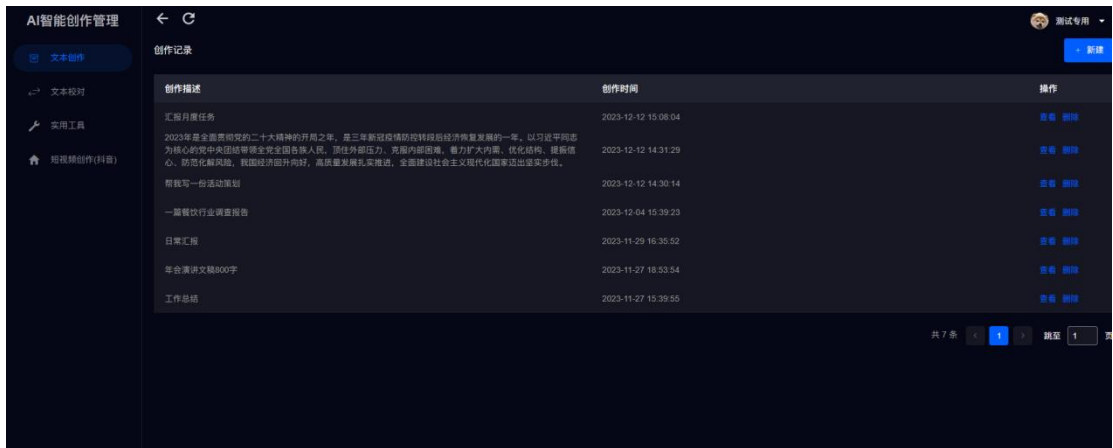 AI智能创作管理
测试专用
文本创作
创作记录
+ 新建
文本校对
创作描述 创作时间 操作
实用工具
汇报月度任务 2023-12-12 15:08:04 查看 删除
短视频创作(抖音)
2023年是全面贯彻党的二十大精神的开局之年，是三年新冠疫情防控转段后经济恢复发展的一年。以习近平同志
为核心的党中央团结带领全党全国各族人民，顶住外部压力、克服内部困难，着力扩大内需、优化结构、提振信
心、防范化解风险，我国经济回升向好，高质量发展扎实推进，全面建设社会主义现代化国家迈出坚实步伐。
2023-12-12 14:31:29 查看 删除
帮我写一份活动策划 2023-12-12 14:30:14 查看 删除
一篇餐饮行业调查报告 2023-12-04 15:39:23 查看 删除
日常汇报 2023-11-29 16:35:52 查看 删除
年会演讲文稿800字 2023-11-27 18:53:54 查看 删除
工作总结 2023-11-27 15:39:55 查看 删除
共 7 条 < 1 > 跳至 1 页